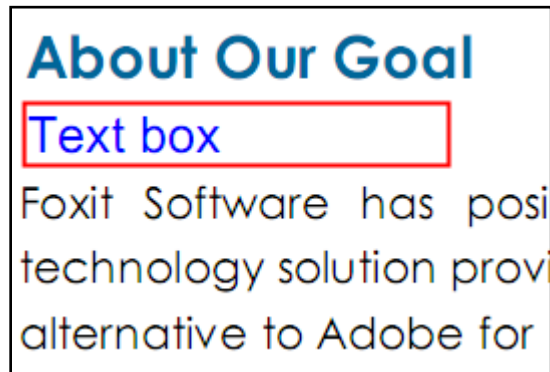 About Our Goal
Text box
Foxit Software has posi
technology solution provi
alternative to Adobe for